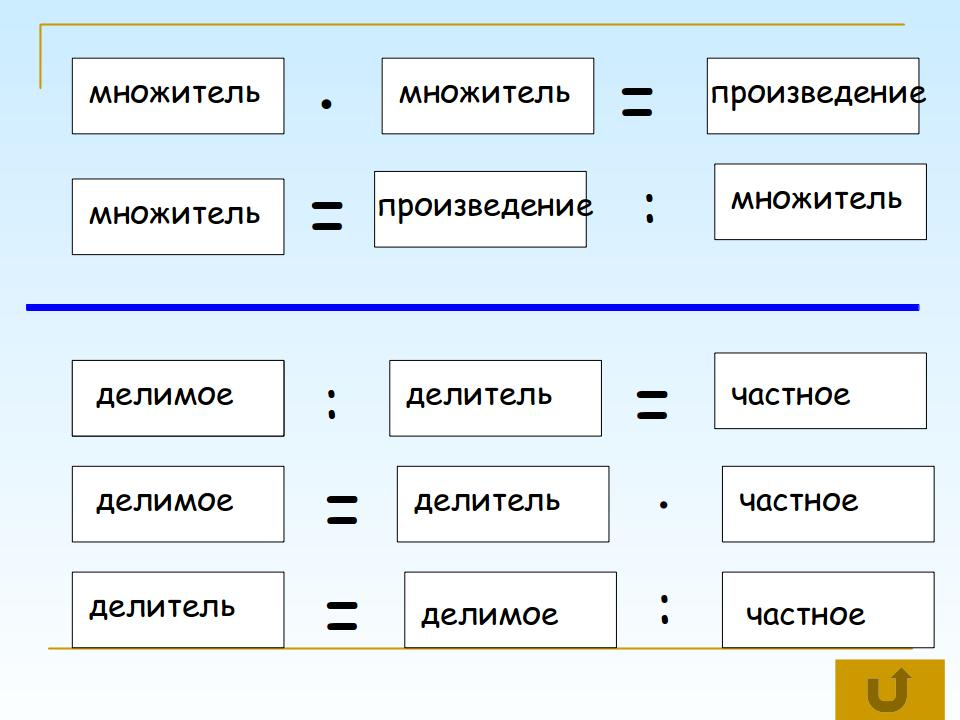 множитель · множитель = произведение
множитель = произведение : множитель
делимое : делитель = частное
делимое = делитель · частное
делитель = делимое : частное